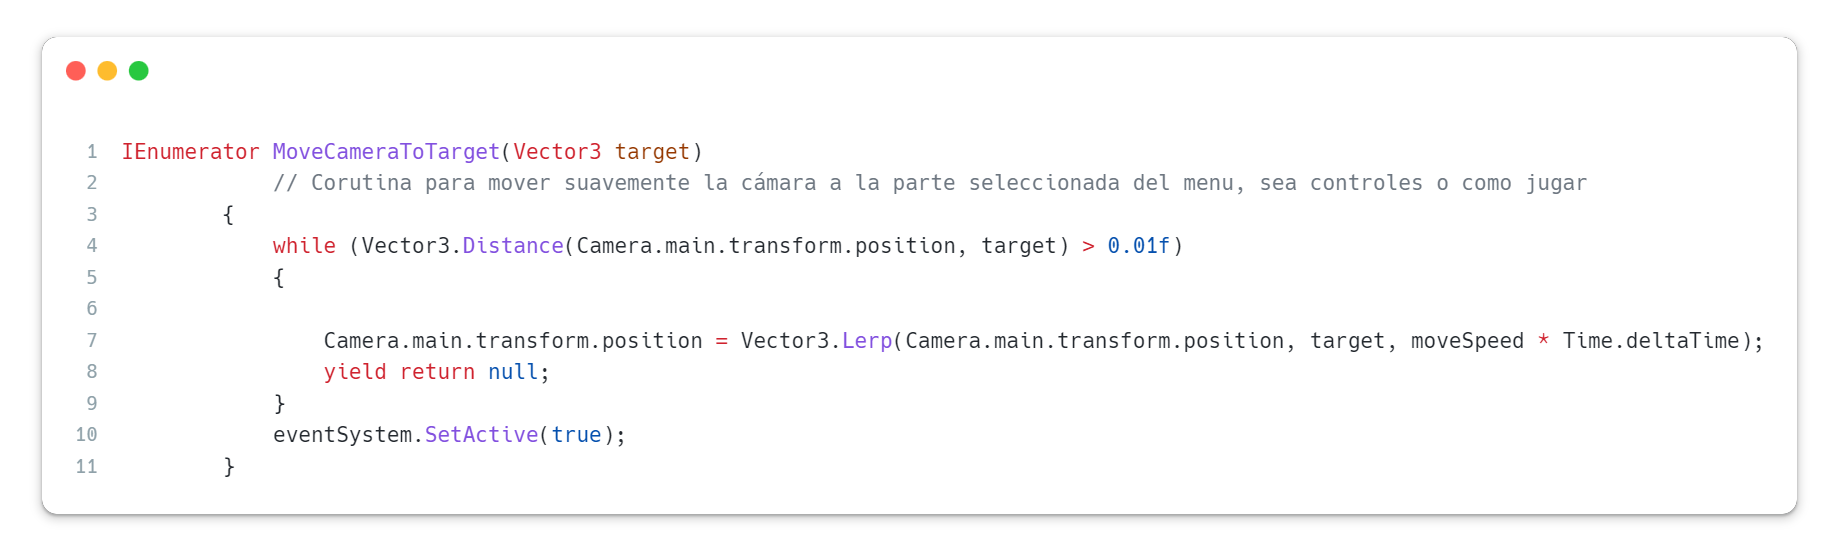 1 IEnumerator MoveCameraToTarget(Vector3 target)
2 // Corutina para mover suavemente la cámara a la parte seleccionada del menu, sea controles o como jugar
3 {
4 while (Vector3.Distance(Camera.main.transform.position, target) > 0.01f)
5 {
6
7 Camera.main.transform.position = Vector3.Lerp(Camera.main.transform.position, target, moveSpeed * Time.deltaTime);
8 yield return null;
9 }
10 eventSystem.SetActive(true);
11 }